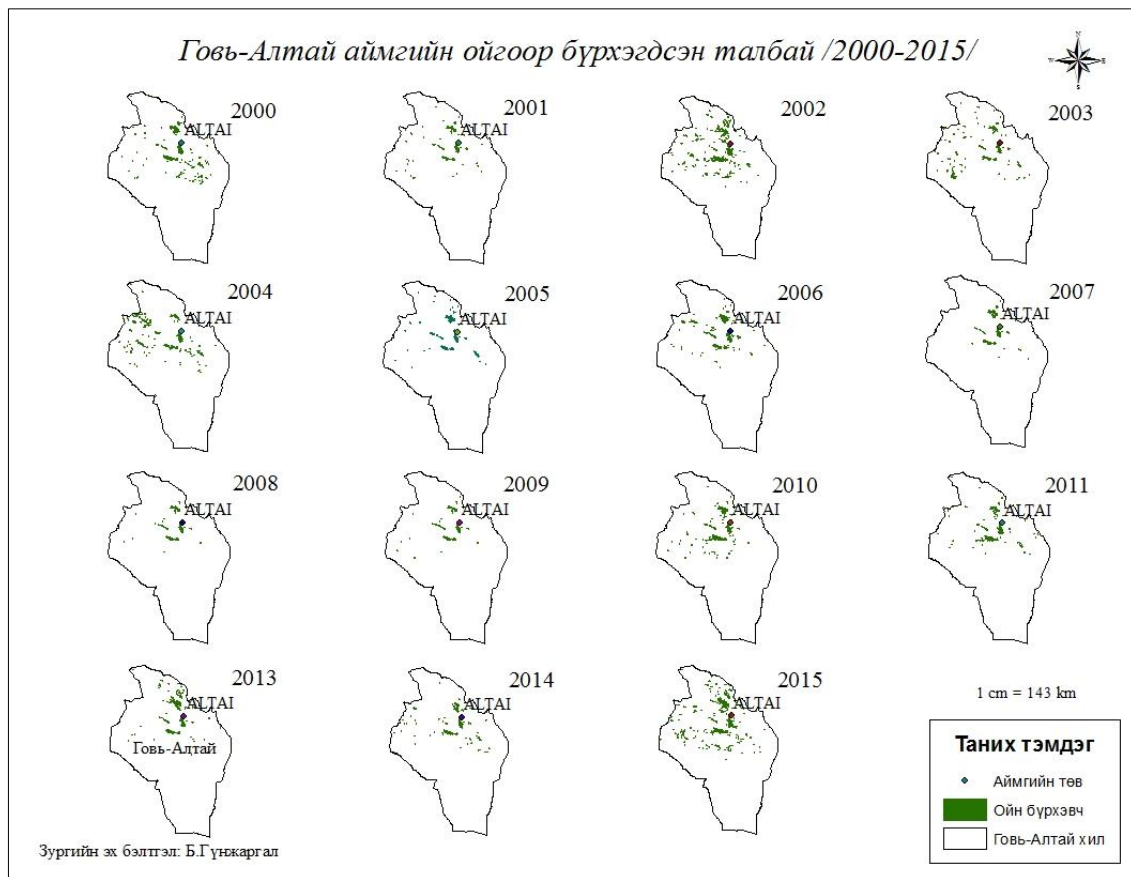 Говь-Алтай аймгийн ойгоор бүрхэгдсэн талбай /2000-2015/
N
W E
S
2000
ALTAI
2001
ALTAI
2002
ALTAI
2003
ALTAI
2004
ALTAI
2005
ALTAI
2006
ALTAI
2007
ALTAI
2008
ALTAI
2009
ALTAI
2010
ALTAI
2011
ALTAI
2013
ALTAI
Говь-Алтай
2014
ALTAI
2015
ALTAI
1 cm = 143 km
Таних тэмдэг
Аймгийн төв
Ойн бүрхэвч
Говь-Алтай хил
Зургийн эх бэлтгэл: Б.Гүнжаргал